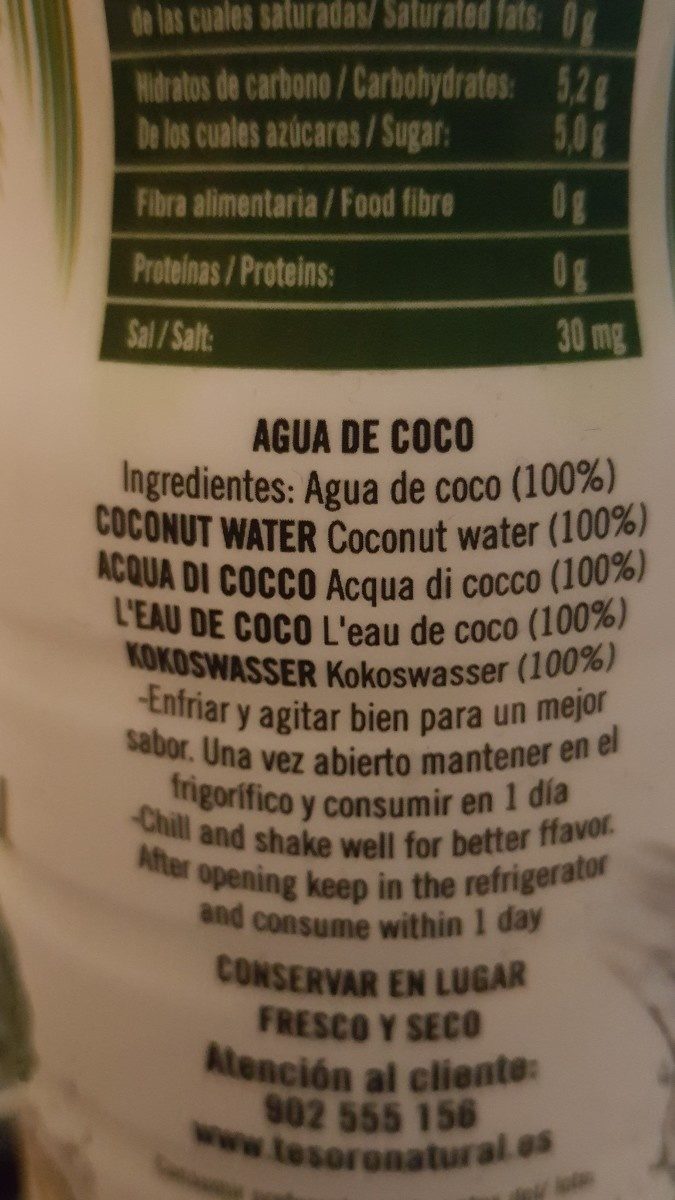 de las cuales saturadas/ Saturated fats: 0 g
Hidratos de carbono / Carbohydrates: 5,2 g
De los cuales azúcares / Sugar: 5,0 g
Fibra alimentaria / Food fibre 0 g
Proteínas / Proteins: 0 g
Sal / Salt: 30 mg
AGUA DE COCO
Ingredientes: Agua de coco (100%)
COCONUT WATER Coconut water (100%)
ACQUA DI COCCO Acqua di cocco (100%)
L'EAU DE COCO L'eau de coco (100%)
KOKOSWASSER Kokoswasser (100%)
-Enfriar y agitar bien para un mejor
sabor. Una vez abierto mantener en el
frigorífico y consumir en 1 día
-Chill and shake well for better ffavor.
After opening keep in the refrigerator
and consume within 1 day
CONSERVAR EN LUGAR
FRESCO Y SECO
Atención al cliente:
902 555 156
www.tesoronatural.es